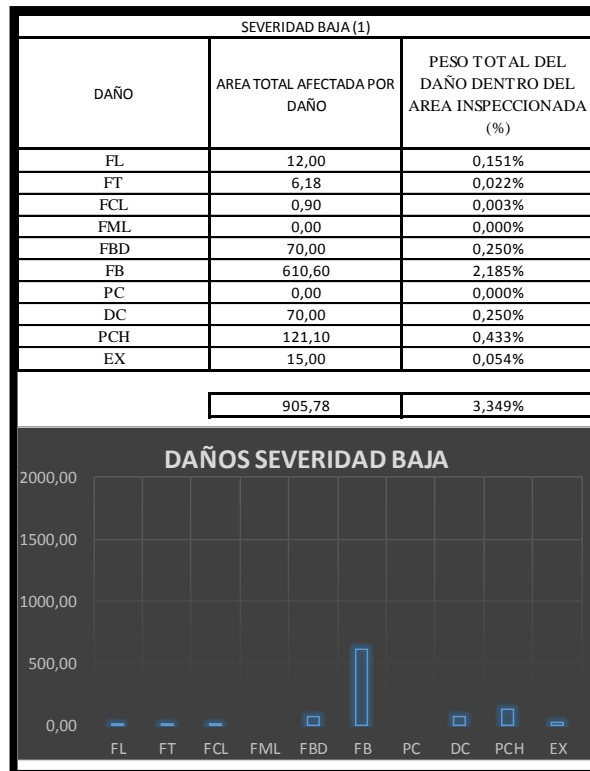 SEVERIDAD BAJA (1)
DAÑO AREA TOTAL AFECTADA POR DAÑO PESO TOTAL DEL DAÑO DENTRO DEL AREA INSPECCIONADA (%)
FL 12,00 0,151%
FT 6,18 0,022%
FCL 0,90 0,003%
FML 0,00 0,000%
FBD 70,00 0,250%
FB 610,60 2,185%
PC 0,00 0,000%
DC 70,00 0,250%
PCH 121,10 0,433%
EX 15,00 0,054%
905,78 3,349%
DAÑOS SEVERIDAD BAJA
2000,00
1500,00
1000,00
500,00
0,00
FL FT FCL FML FBD FB PC DC PCH EX